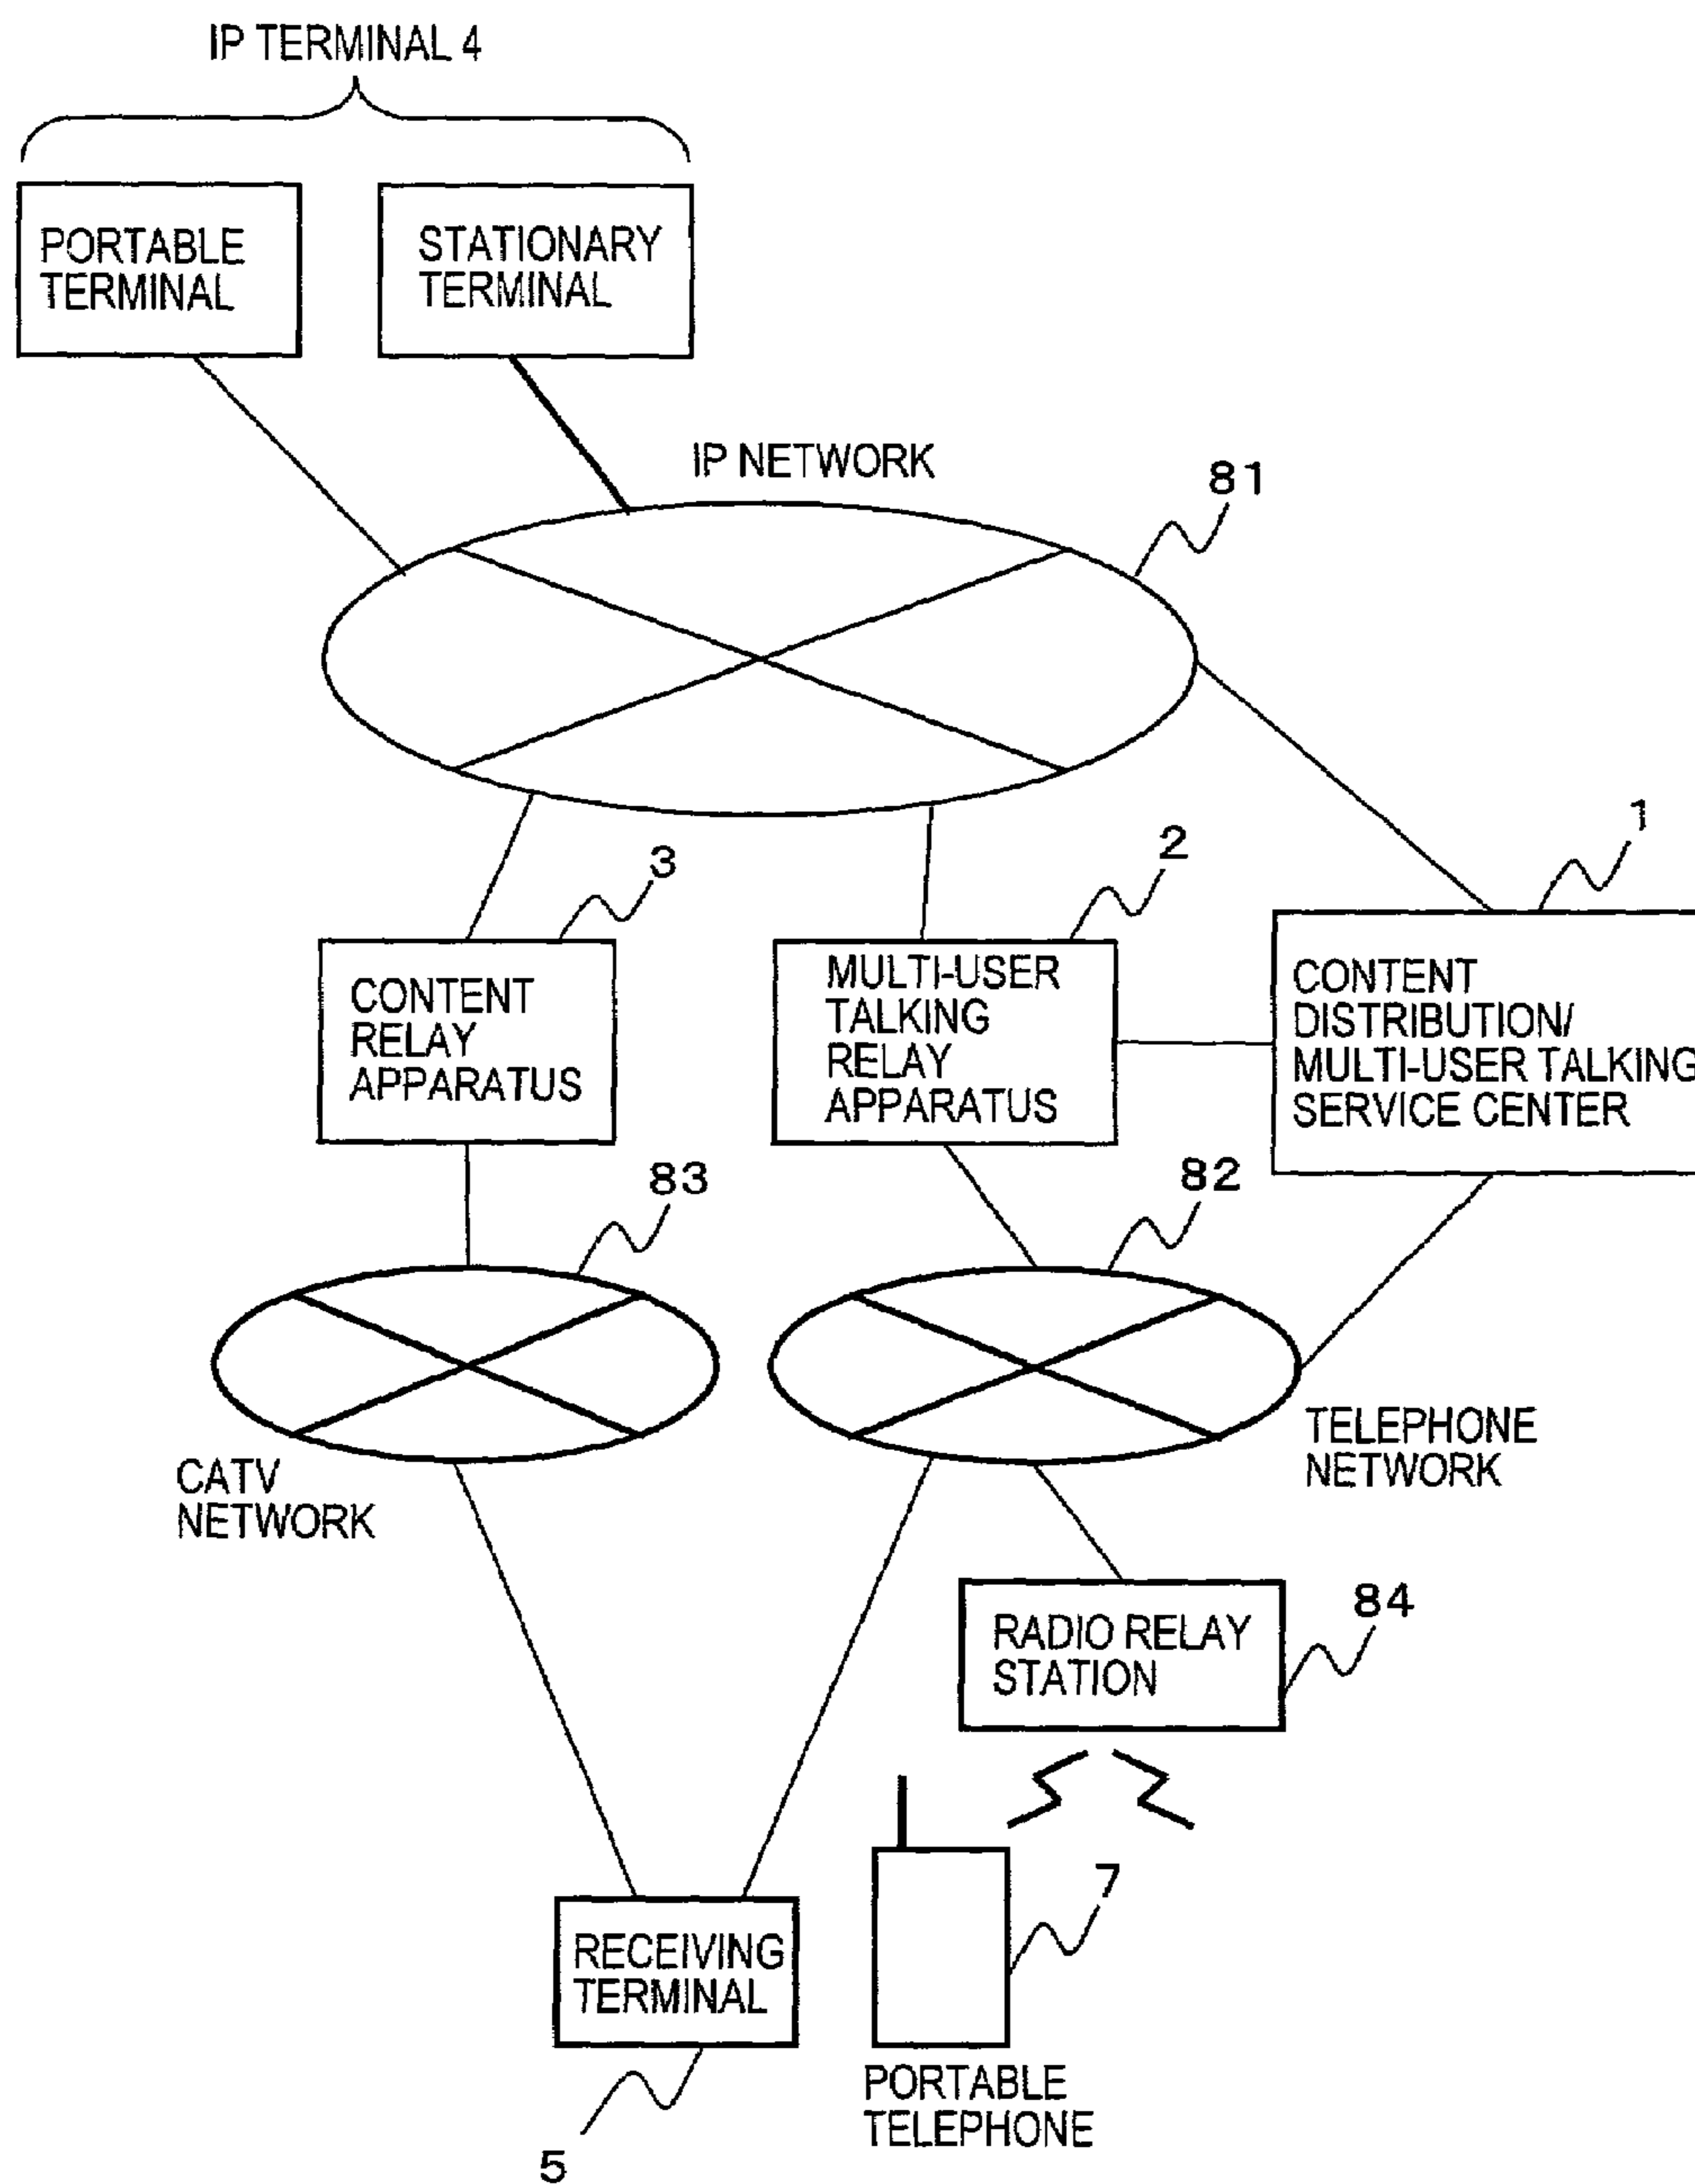 IP TERMINAL 4
PORTABLE
TERMINAL
STATIONARY
TERMINAL
IP NETWORK
81
1
2
3
CONTENT
RELAY
APPARATUS
MULTI-USER
TALKING
RELAY
APPARATUS
CONTENT
DISTRIBUTION/
MULTI-USER TALKING
SERVICE CENTER
83
82
CATV
NETWORK
TELEPHONE
NETWORK
RADIO RELAY
STATION
84
7
RECEIVING
TERMINAL
PORTABLE
TELEPHONE
5